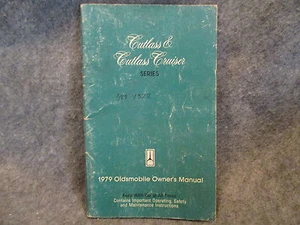 Cutlass &
Cutlass Cruiser
SERIES
1979 Oldsmobile Owner's Manual
Contains Important Operating, Safety
and Maintenance Instructions